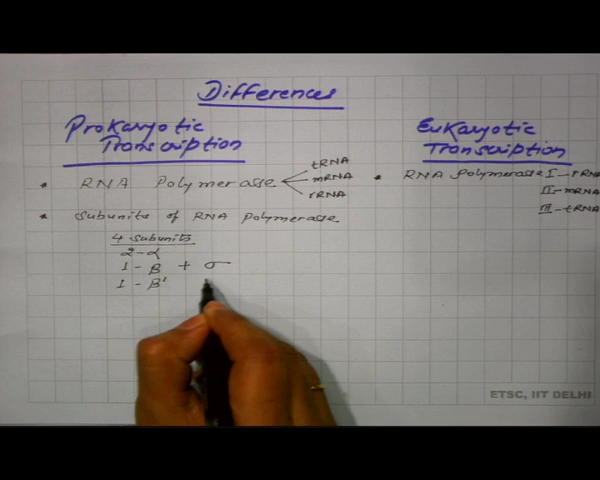 Differences
Prokaryotic
Transcription
Eukaryotic
Transcription
• RNA Polymerase
tRNA
mRNA
rRNA
• RNA Polymerase I - rRNA
II - mRNA
III - tRNA
• Subunits of RNA Polymerase
4 Subunits
2 - α
1 - β + σ
1 - β'
ETSC, IIT DELHI